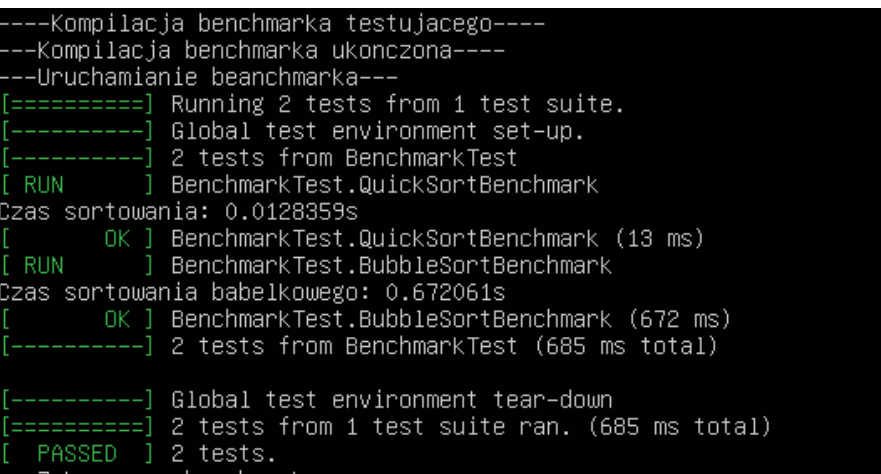 ----Kompilacja benchmarka testujacego----
---Kompilacja benchmarka ukonczona----
---Uruchamianie beanchmarka---
[==========] Running 2 tests from 1 test suite.
[----------] Global test environment set-up.
[----------] 2 tests from BenchmarkTest
[ RUN      ] BenchmarkTest.QuickSortBenchmark
Czas sortowania: 0.0128359s
[       OK ] BenchmarkTest.QuickSortBenchmark (13 ms)
[ RUN      ] BenchmarkTest.BubbleSortBenchmark
Czas sortowania babelkowego: 0.672061s
[       OK ] BenchmarkTest.BubbleSortBenchmark (672 ms)
[----------] 2 tests from BenchmarkTest (685 ms total)
[----------] Global test environment tear-down
[==========] 2 tests from 1 test suite ran. (685 ms total)
[  PASSED  ] 2 tests.